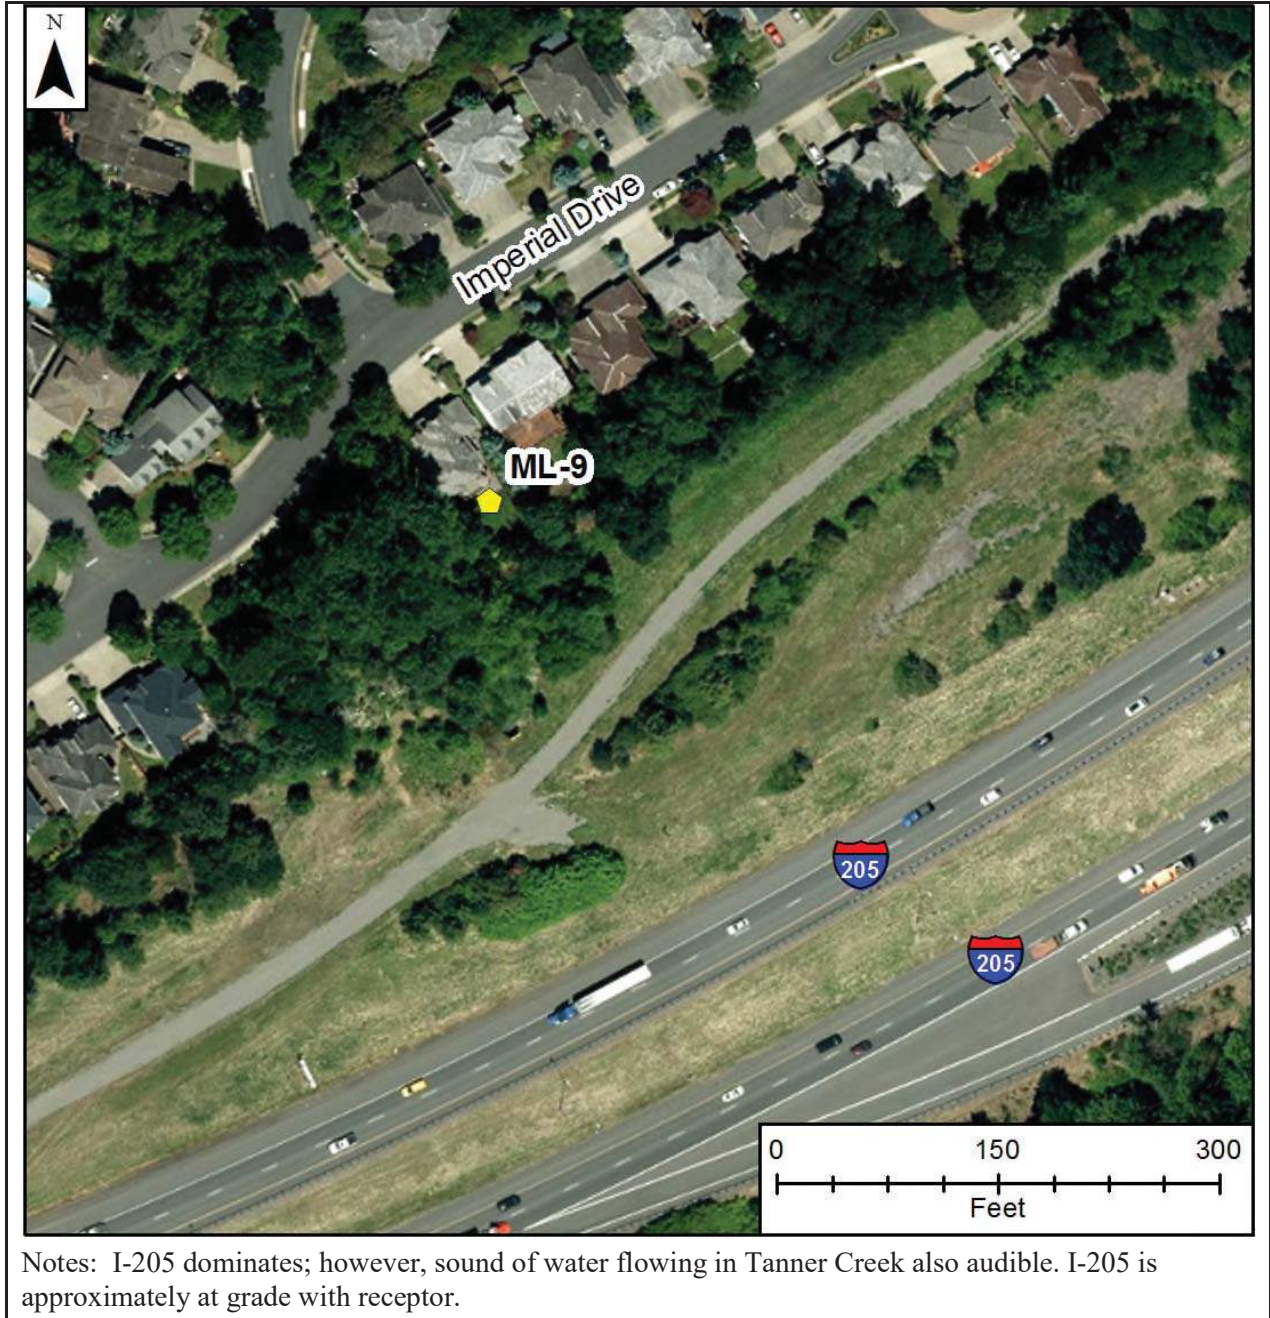 N
Imperial Drive
ML-9
205
205
0 150 300
Feet
Notes: I-205 dominates; however, sound of water flowing in Tanner Creek also audible. I-205 is
approximately at grade with receptor.